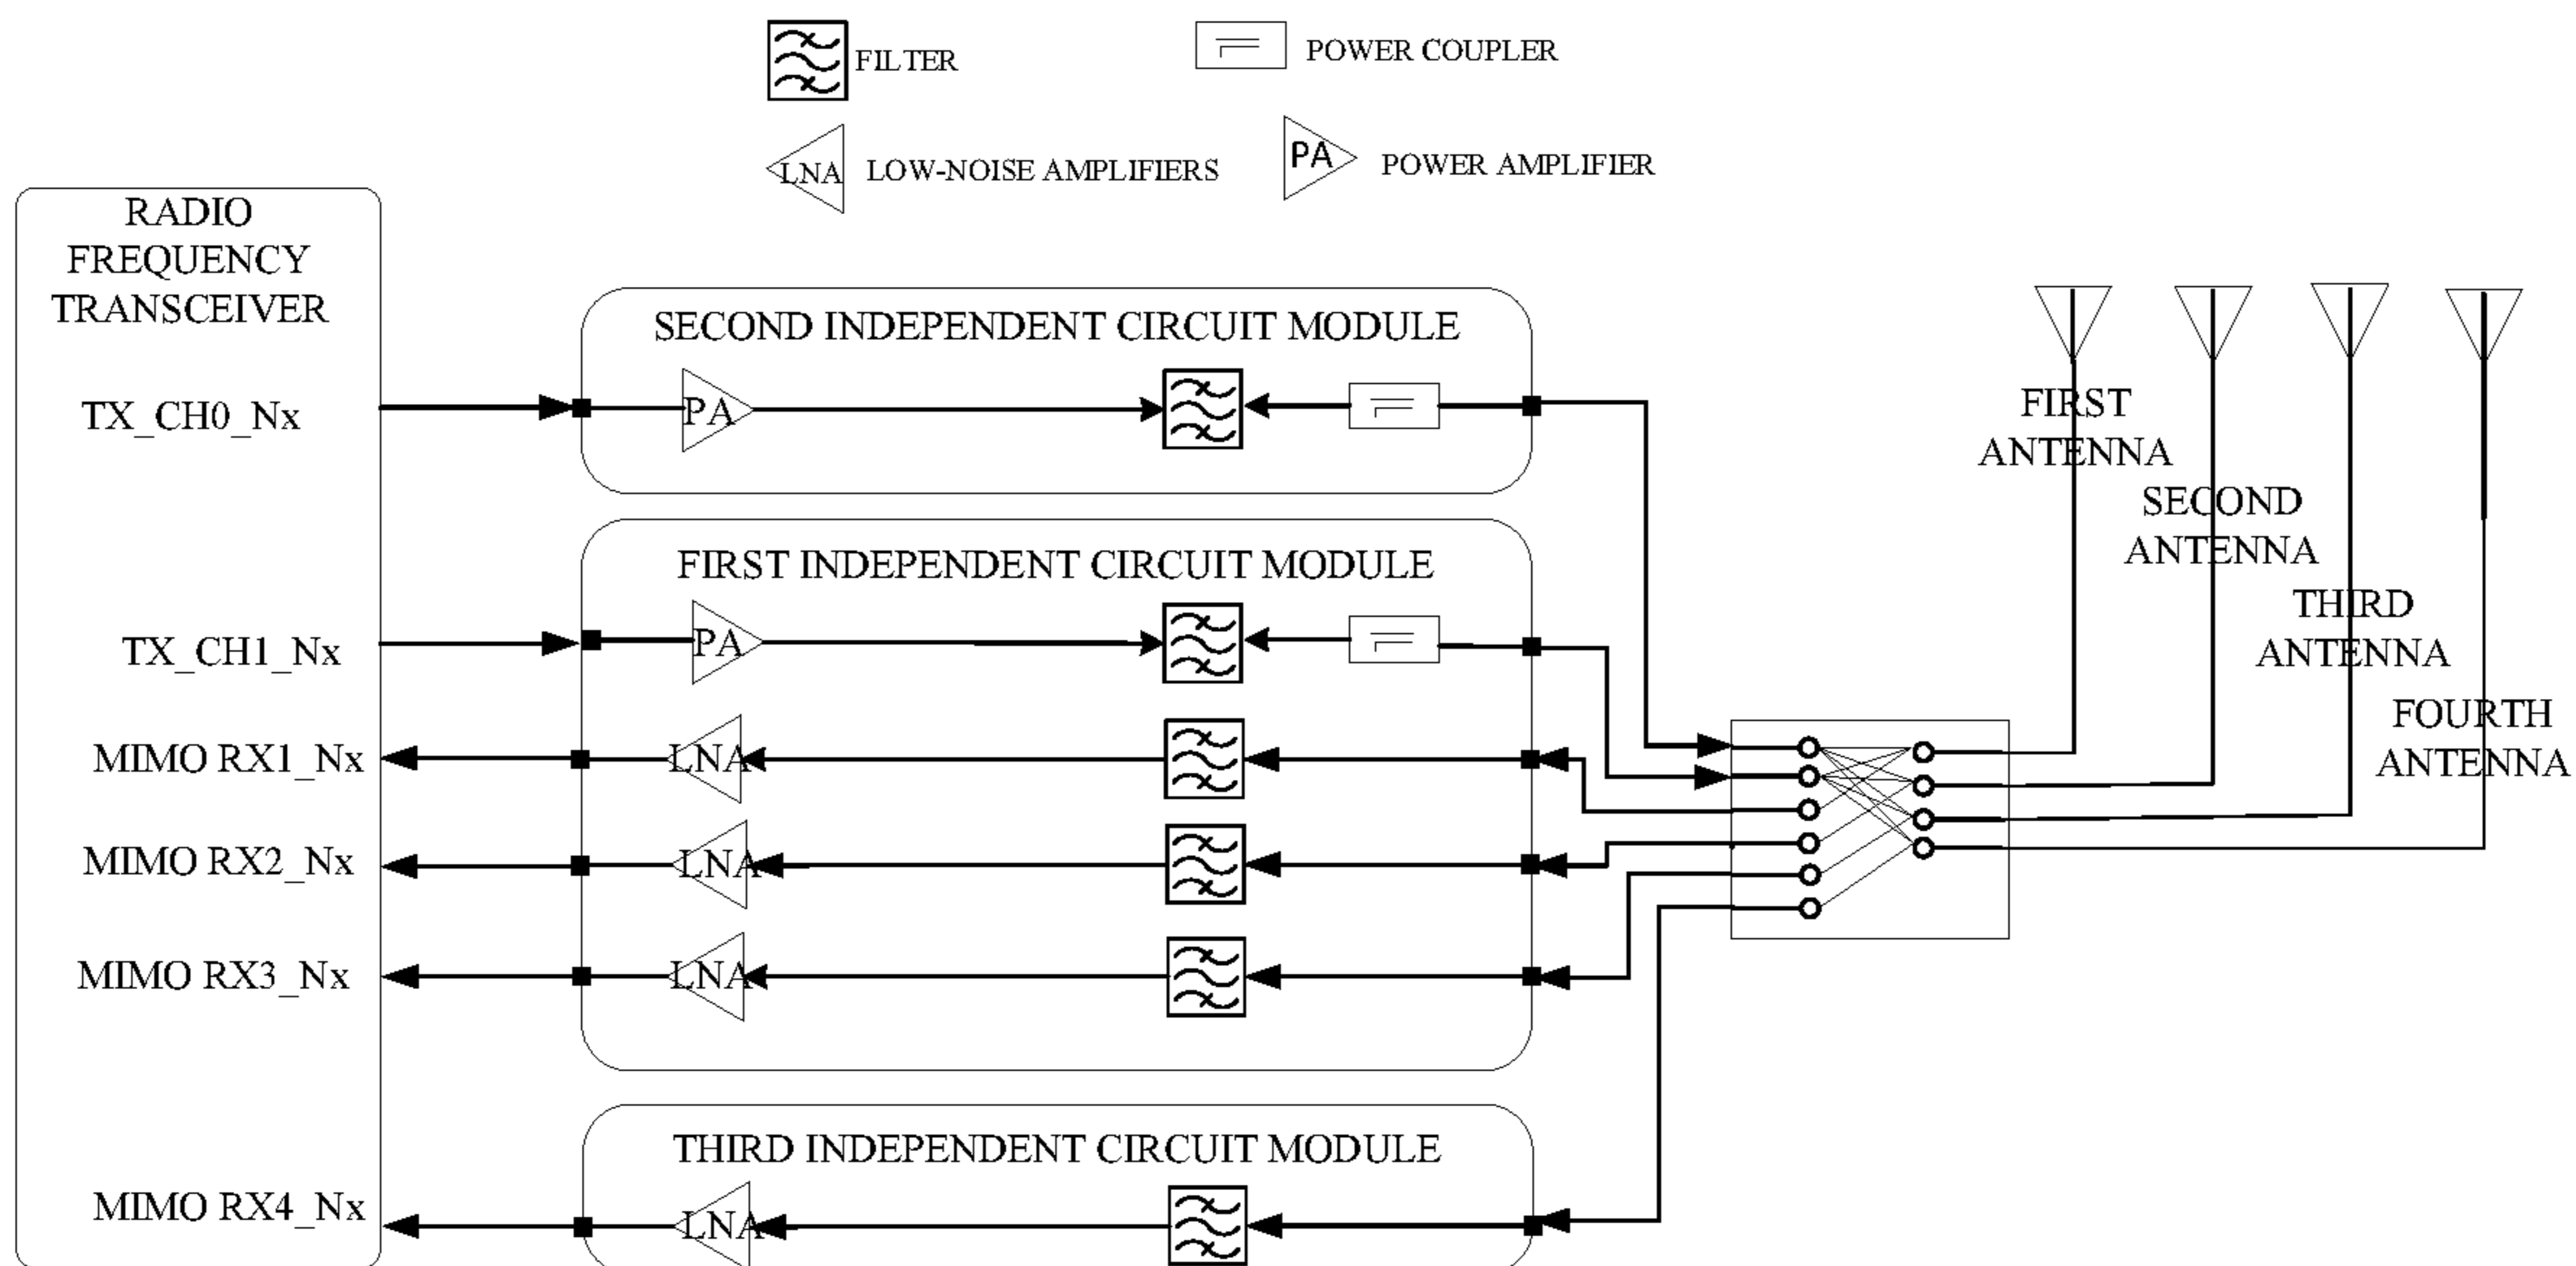 FILTER
POWER COUPLER
LNA
LOW-NOISE AMPLIFIERS
PA
POWER AMPLIFIER
RADIO
FREQUENCY
TRANSCEIVER
TX_CH0_Nx
TX_CH1_Nx
MIMO RX1_Nx
MIMO RX2_Nx
MIMO RX3_Nx
MIMO RX4_Nx
SECOND INDEPENDENT CIRCUIT MODULE
PA
FIRST INDEPENDENT CIRCUIT MODULE
PA
LNA
LNA
LNA
THIRD INDEPENDENT CIRCUIT MODULE
LNA
FIRST
ANTENNA
SECOND
ANTENNA
THIRD
ANTENNA
FOURTH
ANTENNA